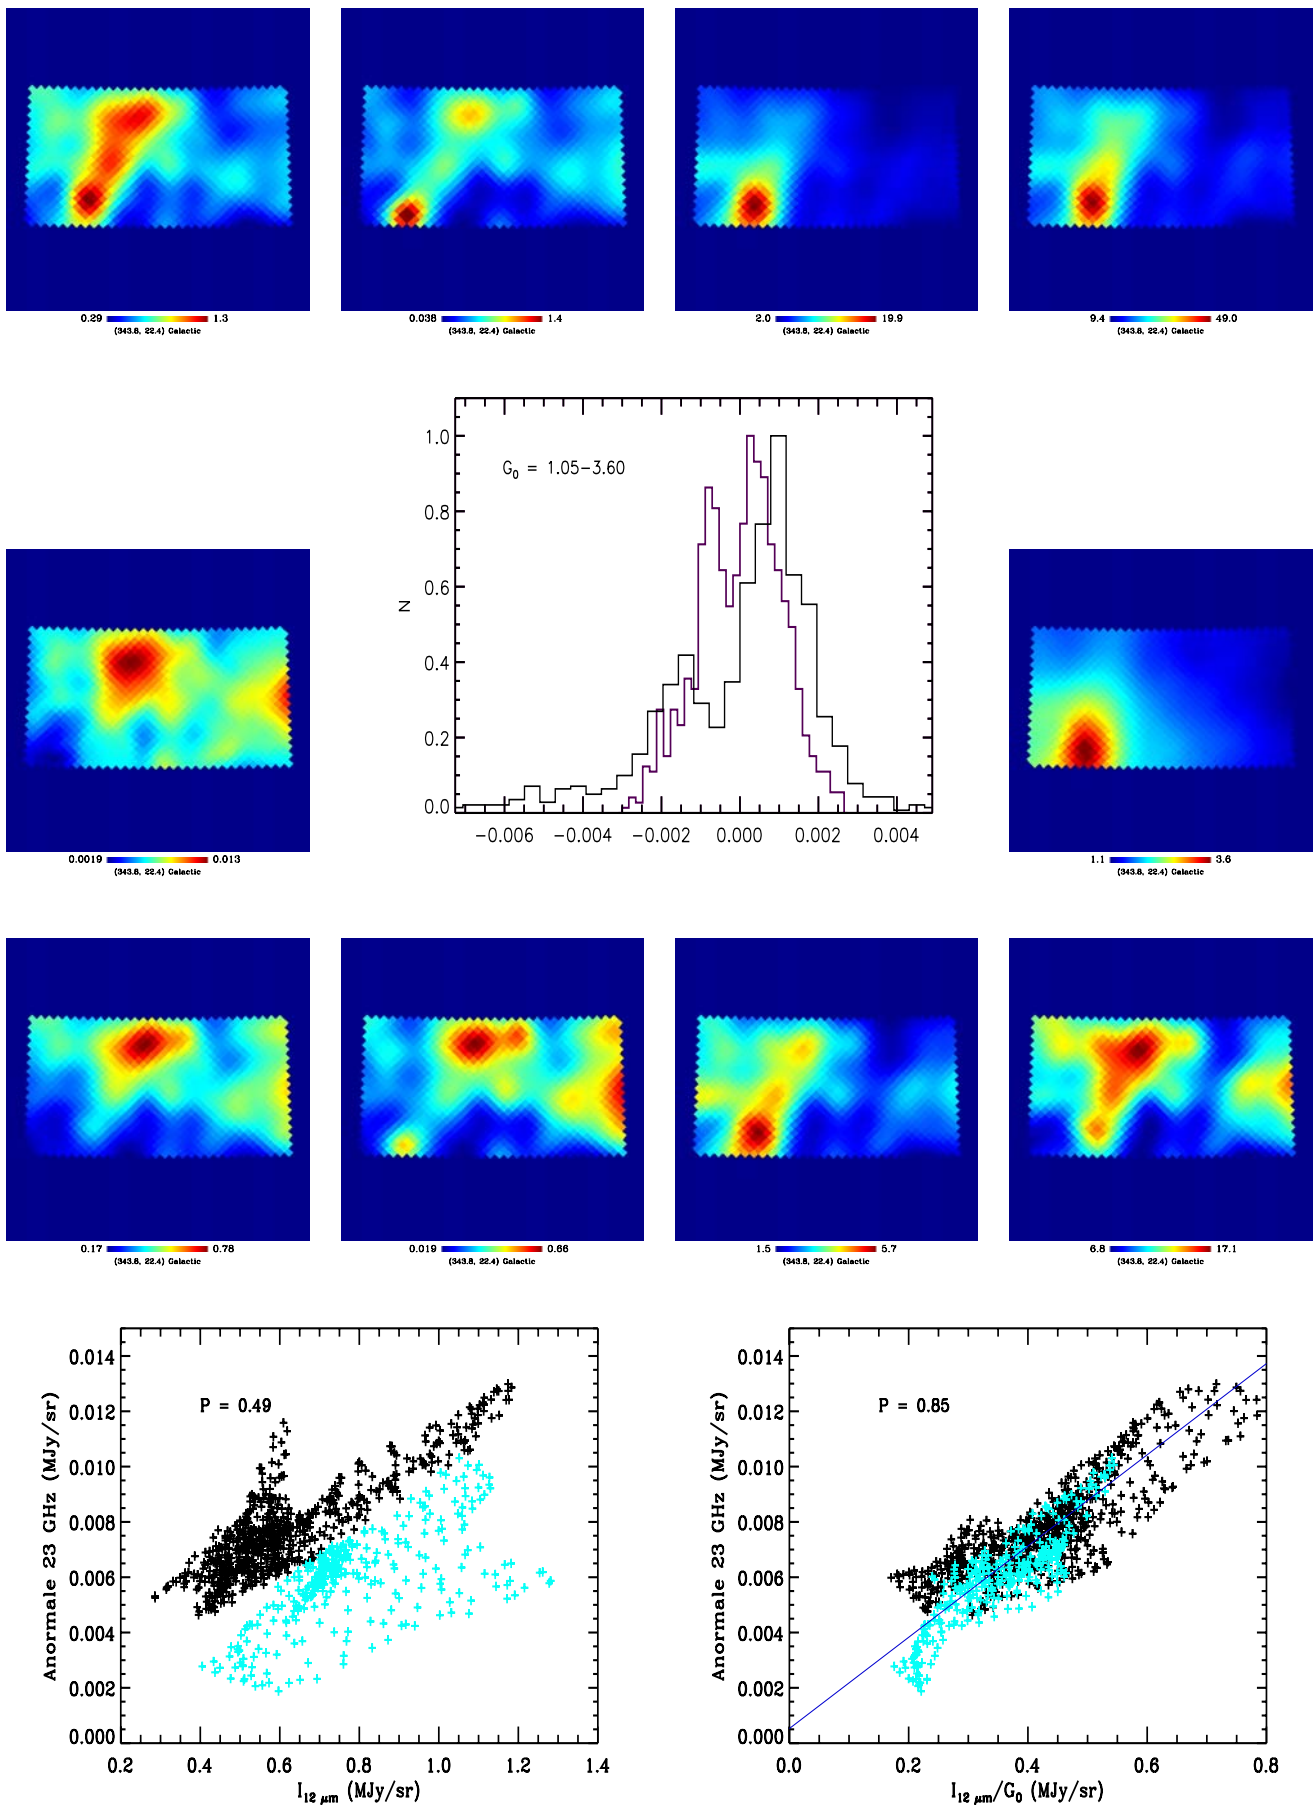 0.29 1.3
(343.8, 22.4) Galactic
0.038 1.4
(343.8, 22.4) Galactic
2.0 19.9
(343.8, 22.4) Galactic
9.4 49.0
(343.8, 22.4) Galactic
G0 = 1.05-3.60
N
1.0
0.8
0.6
0.4
0.2
0.0
-0.006 -0.004 -0.002 0.000 0.002 0.004
0.0019 0.013
(343.8, 22.4) Galactic
1.1 3.6
(343.8, 22.4) Galactic
0.17 0.78
(343.8, 22.4) Galactic
0.019 0.66
(343.8, 22.4) Galactic
1.5 5.7
(343.8, 22.4) Galactic
6.8 17.1
(343.8, 22.4) Galactic
P = 0.49
Anormale 23 GHz (MJy/sr)
0.014
0.012
0.010
0.008
0.006
0.004
0.002
0.000
0.2 0.4 0.6 0.8 1.0 1.2 1.4
I12 μm (MJy/sr)
P = 0.85
Anormale 23 GHz (MJy/sr)
0.014
0.012
0.010
0.008
0.006
0.004
0.002
0.000
0.0 0.2 0.4 0.6 0.8
I12 μm/G0 (MJy/sr)